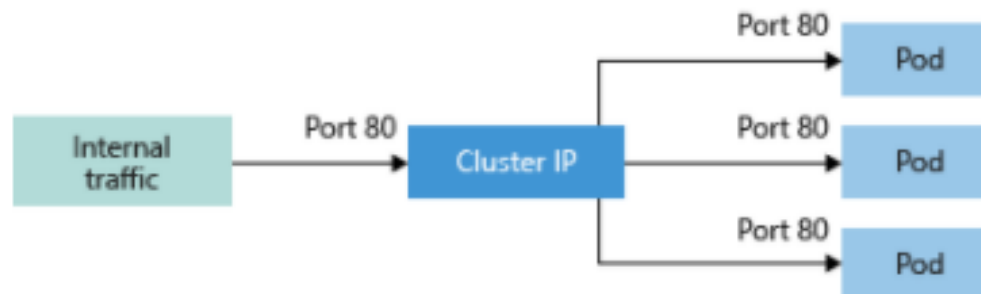 Port 80
Pod
Port 80
Internal
traffic
Cluster IP
Port 80
Pod
Port 80
Pod